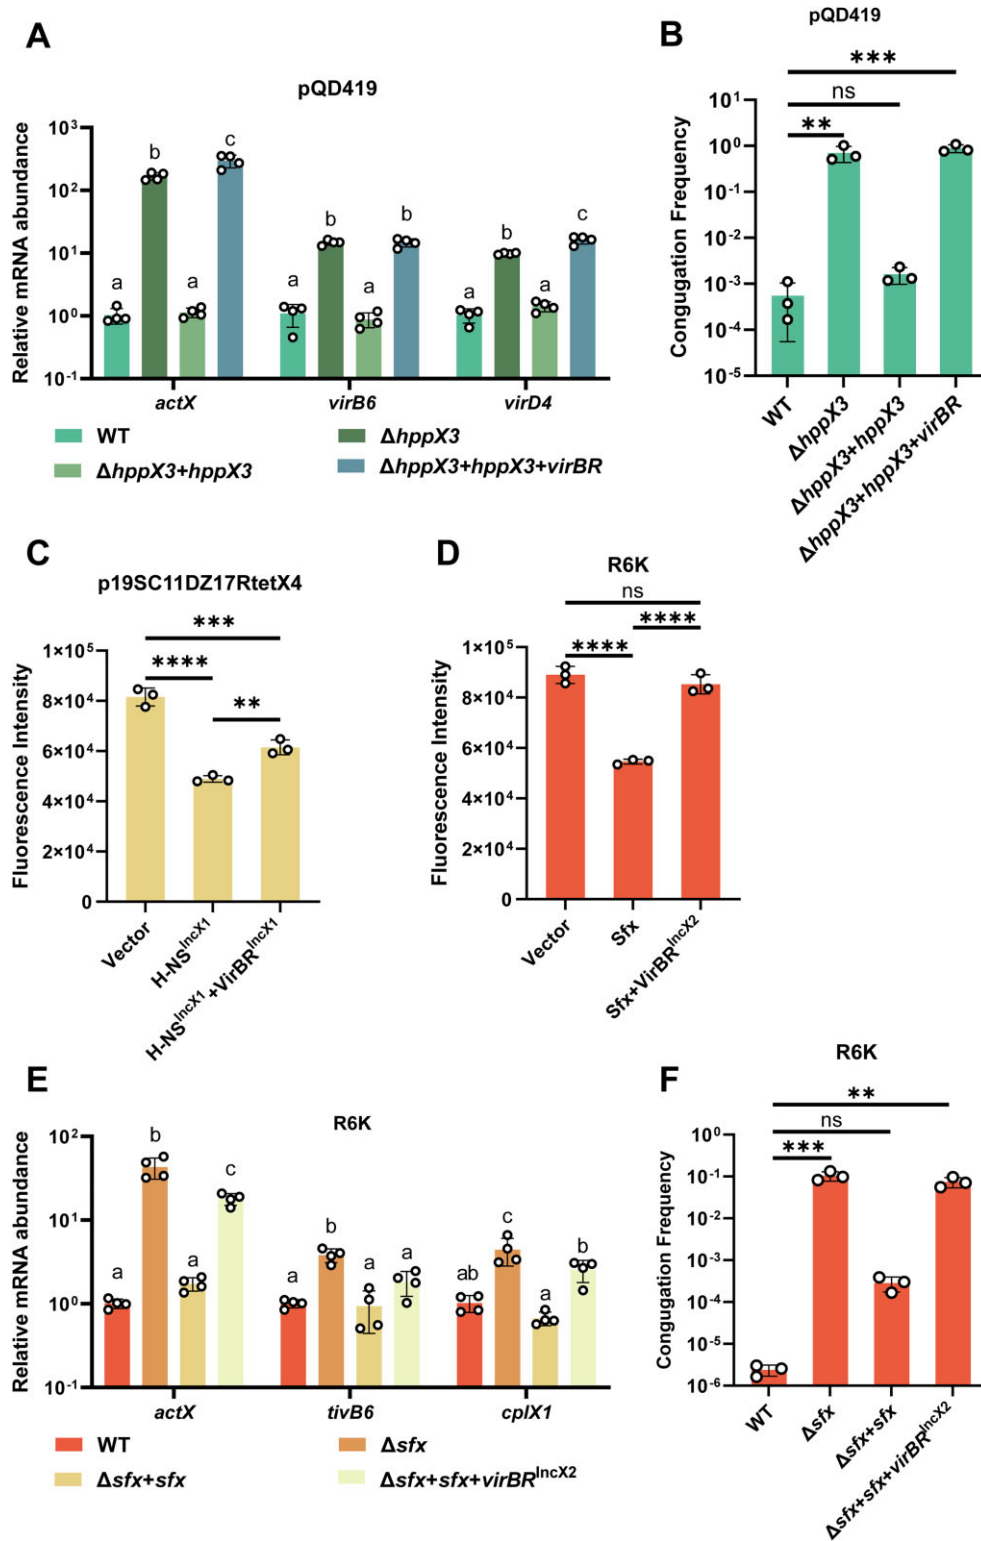 A
pQD419
Relative mRNA abundance
10³
10²
10¹
10⁰
10⁻¹
a b a c
a b a b
a b a c
actX virB6 virD4
WT ΔhppX3
ΔhppX3+hppX3 ΔhppX3+hppX3+virBR
B
pQD419
***
ns
**
Congugation Frequency
10¹
10⁰
10⁻¹
10⁻²
10⁻³
10⁻⁴
10⁻⁵
WT
ΔhppX3
ΔhppX3+hppX3
ΔhppX3+hppX3+virBR
C
p19SC11DZ17RtetX4
***
****
**
Fluorescence Intensity
1×10⁵
8×10⁴
6×10⁴
4×10⁴
2×10⁴
0
Vector
H-NS^IncX1
H-NS^IncX1+VirBR^IncX1
D
R6K
ns
****
****
Fluorescence Intensity
1×10⁵
8×10⁴
6×10⁴
4×10⁴
2×10⁴
0
Vector
Sfx
Sfx+VirBR^IncX2
E
R6K
Relative mRNA abundance
10²
10¹
10⁰
10⁻¹
a b a c
a b a a
ab c a b
actX tivB6 cplX1
WT Δsfx
Δsfx+sfx Δsfx+sfx+virBR^IncX2
F
R6K
**
ns
***
Congugation Frequency
10⁰
10⁻¹
10⁻²
10⁻³
10⁻⁴
10⁻⁵
10⁻⁶
WT
Δsfx
Δsfx+sfx
Δsfx+sfx+virBR^IncX2